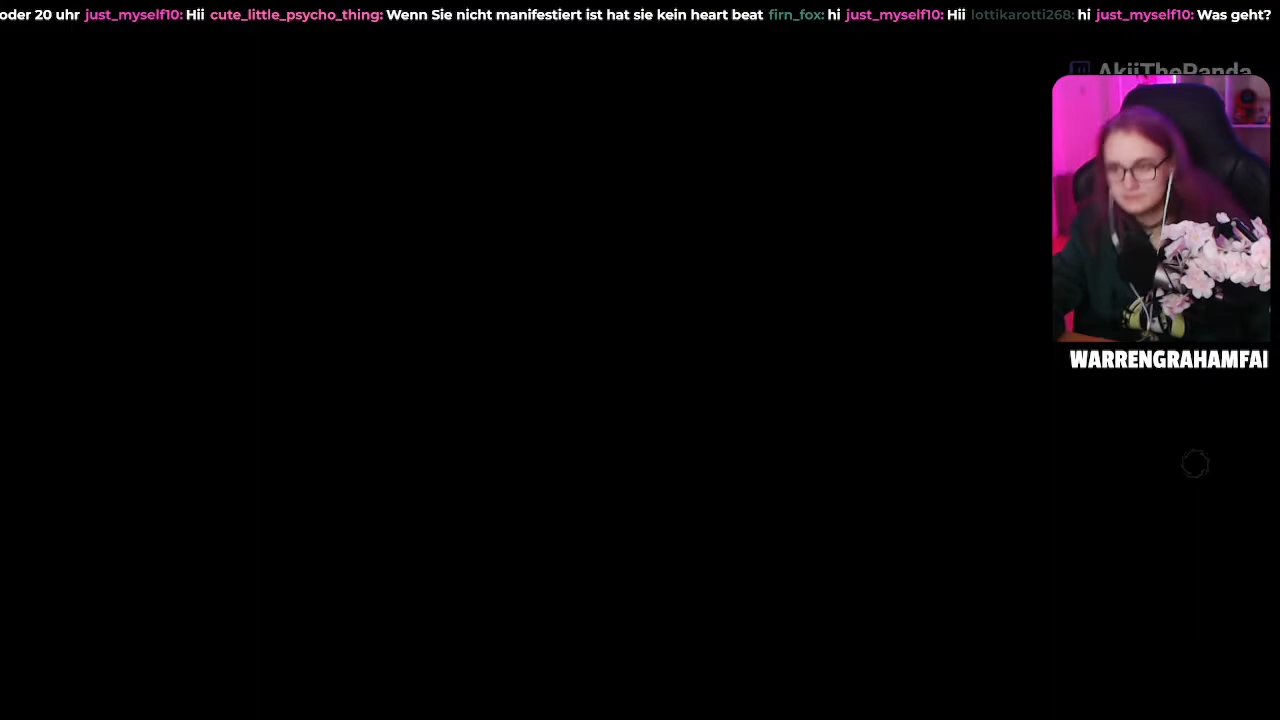 oder 20 uhr just_myself10: Hii cute_little_psycho_thing: Wenn Sie nicht manifestiert ist hat sie kein heart beat firn_fox: hi just_myself10: Hii lottikarotti268: hi just_myself10: Was geht?
AkiiThePanda
WARRENGRAHAMFAI